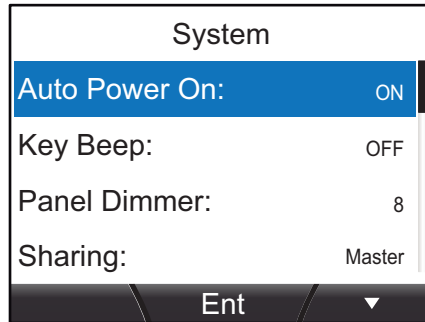 System
Auto Power On: ON
Key Beep: OFF
Panel Dimmer: 8
Sharing: Master
Ent